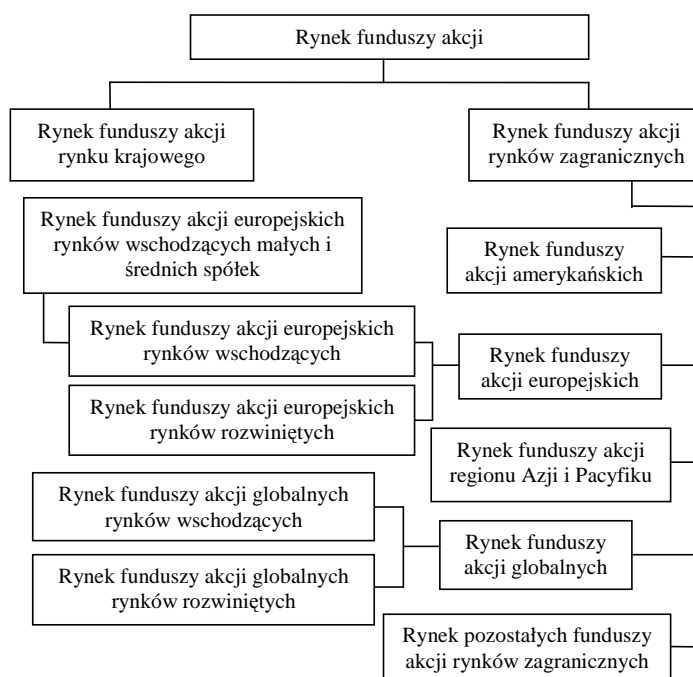 Rynek funduszy akcji
Rynek funduszy akcji
rynku krajowego
Rynek funduszy akcji
rynków zagranicznych
Rynek funduszy akcji europejskich
rynków wschodzących małych i
średnich spółek
Rynek funduszy
akcji amerykańskich
Rynek funduszy akcji europejskich
rynków wschodzących
Rynek funduszy
akcji europejskich
Rynek funduszy akcji europejskich
rynków rozwiniętych
Rynek funduszy akcji
regionu Azji i Pacyfiku
Rynek funduszy akcji globalnych
rynków wschodzących
Rynek funduszy
akcji globalnych
Rynek funduszy akcji globalnych
rynków rozwiniętych
Rynek pozostałych funduszy
akcji rynków zagranicznych